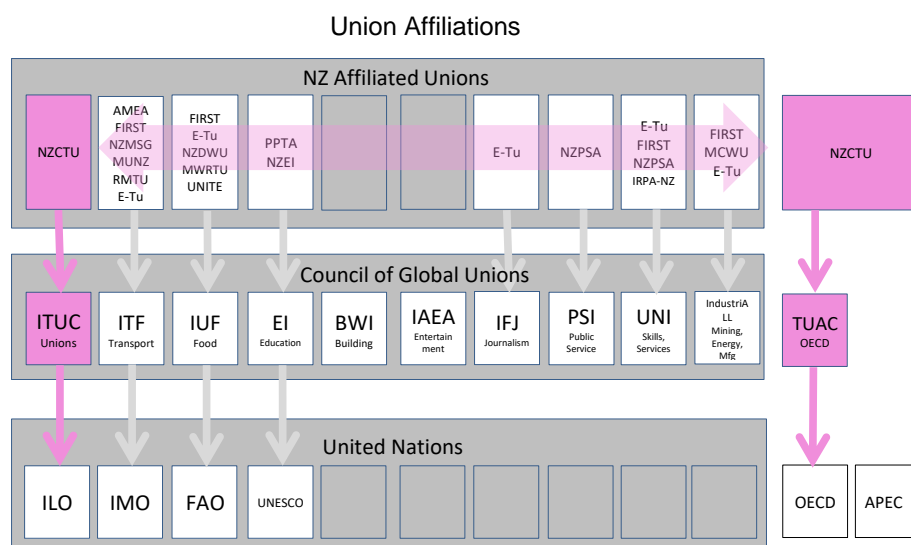 Union Affiliations
NZ Affiliated Unions
NZCTU
AMEA
FIRST
NZMSG
MUNZ
RMTU
E-Tu
FIRST
E-Tu
NZDWU
MWRTU
UNITE
PPTA
NZEI
E-Tu
NZPSA
E-Tu
FIRST
NZPSA
IRPA-NZ
FIRST
MCWU
E-Tu
NZCTU
Council of Global Unions
ITUC
Unions
ITF
Transport
IUF
Food
EI
Education
BWI
Building
IAEA
Entertain
ment
IFJ
Journalism
PSI
Public
Service
UNI
Skills,
Services
IndustriA
LL
Mining,
Energy,
Mfg
TUAC
OECD
United Nations
ILO
IMO
FAO
UNESCO
OECD
APEC